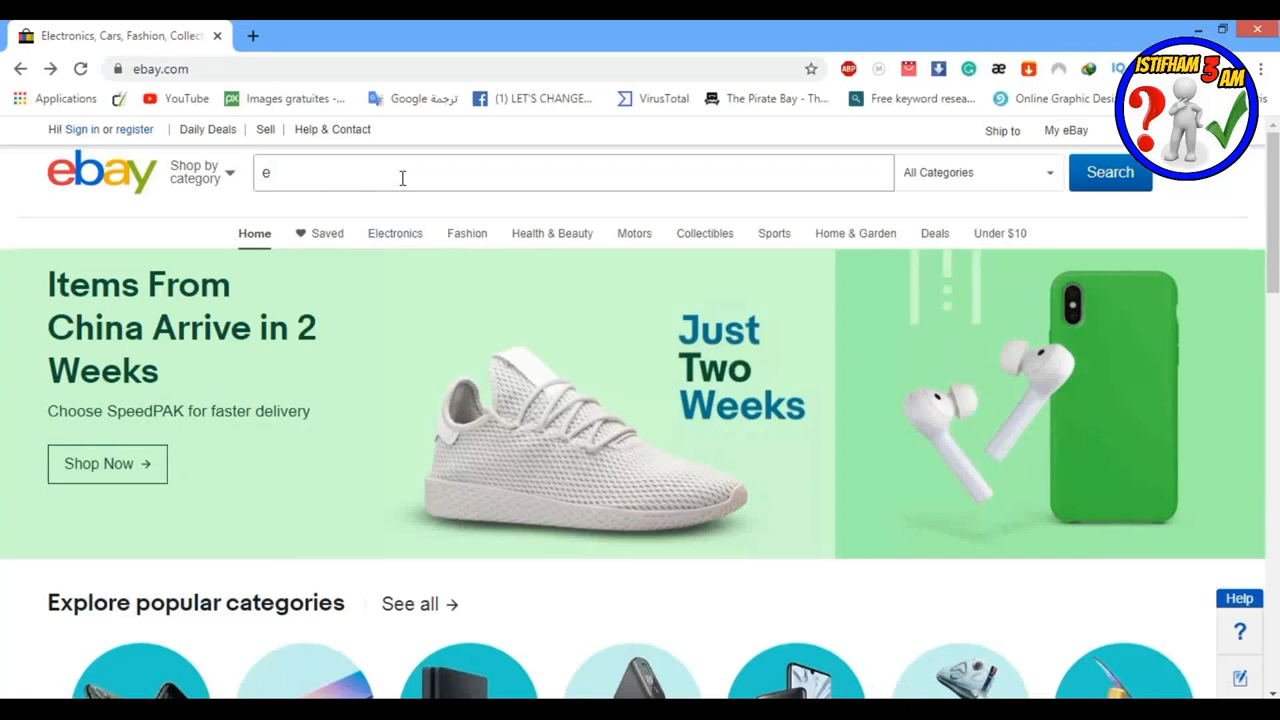 Electronics, Cars, Fashion, Collect
ebay.com
ABP
Applications
YouTube
Images gratuites -...
ترجمة Google
(1) LET'S CHANGE...
VirusTotal
The Pirate Bay - Th...
Free keyword resea...
Online Graphic Des
ISTIFHAM 3 AM
Hi! Sign in or register
Daily Deals
Sell
Help & Contact
Ship to
My eBay
ebay
Shop by
category
e
All Categories
Search
Home
Saved
Electronics
Fashion
Health & Beauty
Motors
Collectibles
Sports
Home & Garden
Deals
Under $10
Items From
China Arrive in 2
Weeks
Choose SpeedPAK for faster delivery
Shop Now →
Just
Two
Weeks
Explore popular categories
See all →
Help
?